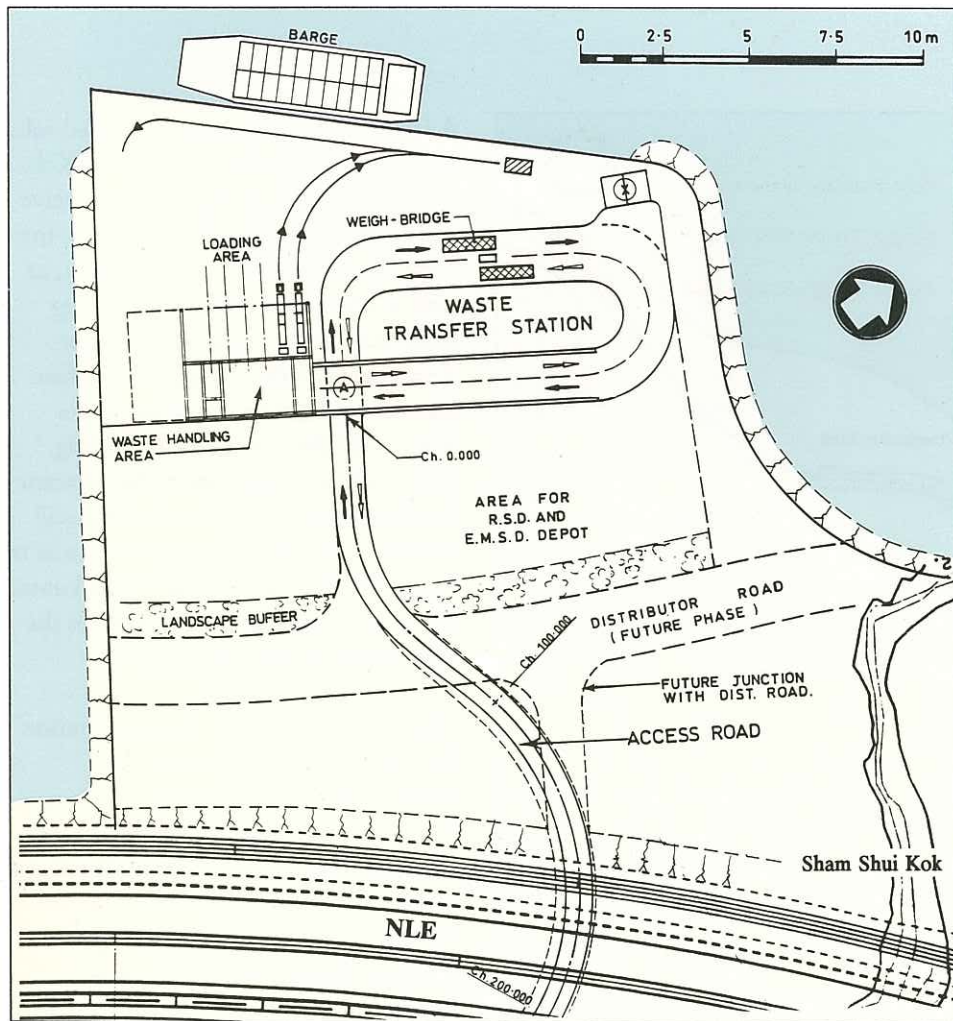 BARGE
0 2·5 5 7·5 10 m
WEIGH-BRIDGE
LOADING
AREA
WASTE
TRANSFER STATION
A
WASTE HANDLING
AREA
Ch. 0.000
AREA FOR
R.S.D. AND
E.M.S.D. DEPOT
LANDSCAPE BUFEER
DISTRIBUTOR ROAD
( FUTURE PHASE )
Ch. 100·000
FUTURE JUNCTION
WITH DIST. ROAD.
ACCESS ROAD
Sham Shui Kok
NLE
Ch.200·000